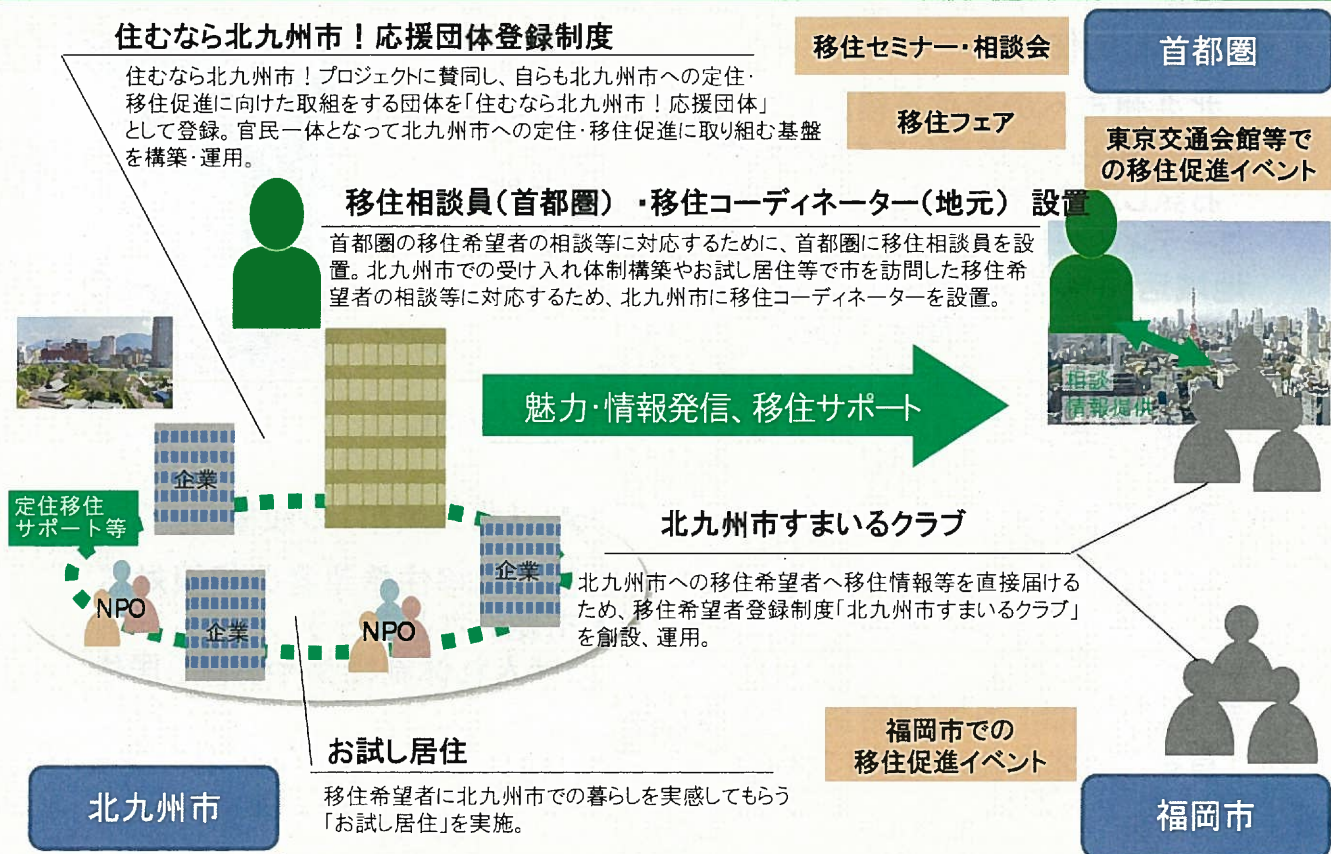 住むなら北九州市！応援団体登録制度
住むなら北九州市！プロジェクトに賛同し、自らも北九州市への定住・
移住促進に向けた取組をする団体を「住むなら北九州市！応援団体」
として登録。官民一体となって北九州市への定住・移住促進に取り組む基盤
を構築・運用。
移住セミナー・相談会
首都圏
移住フェア
東京交通会館等で
の移住促進イベント
移住相談員（首都圏）・移住コーディネーター（地元） 設置
首都圏の移住希望者の相談等に対応するために、首都圏に移住相談員を設
置。北九州市での受け入れ体制構築やお試し居住等で市を訪問した移住希
望者の相談等に対応するため、北九州市に移住コーディネーターを設置。
魅力・情報発信、移住サポート
相談
情報提供
企業
定住移住
サポート等
企業
NPO
企業
NPO
北九州市すまいるクラブ
北九州市への移住希望者へ移住情報等を直接届ける
ため、移住希望者登録制度「北九州市すまいるクラブ」
を創設、運用。
お試し居住
移住希望者に北九州市での暮らしを実感してもらう
「お試し居住」を実施。
福岡市での
移住促進イベント
北九州市
福岡市